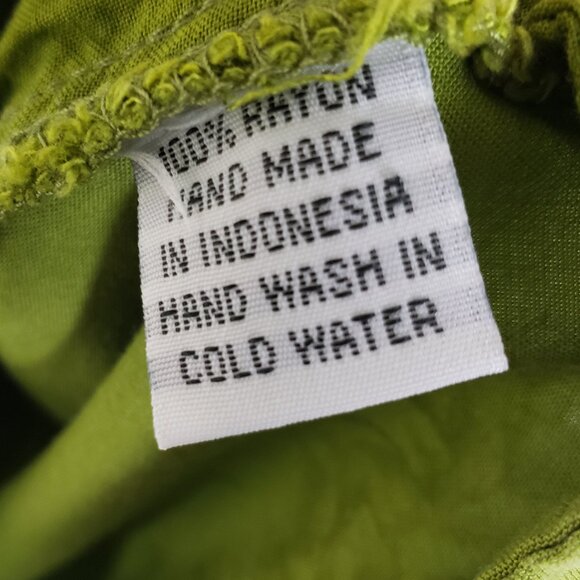 100% RAYON
HAND MADE
IN INDONESIA
HAND WASH IN
COLD WATER